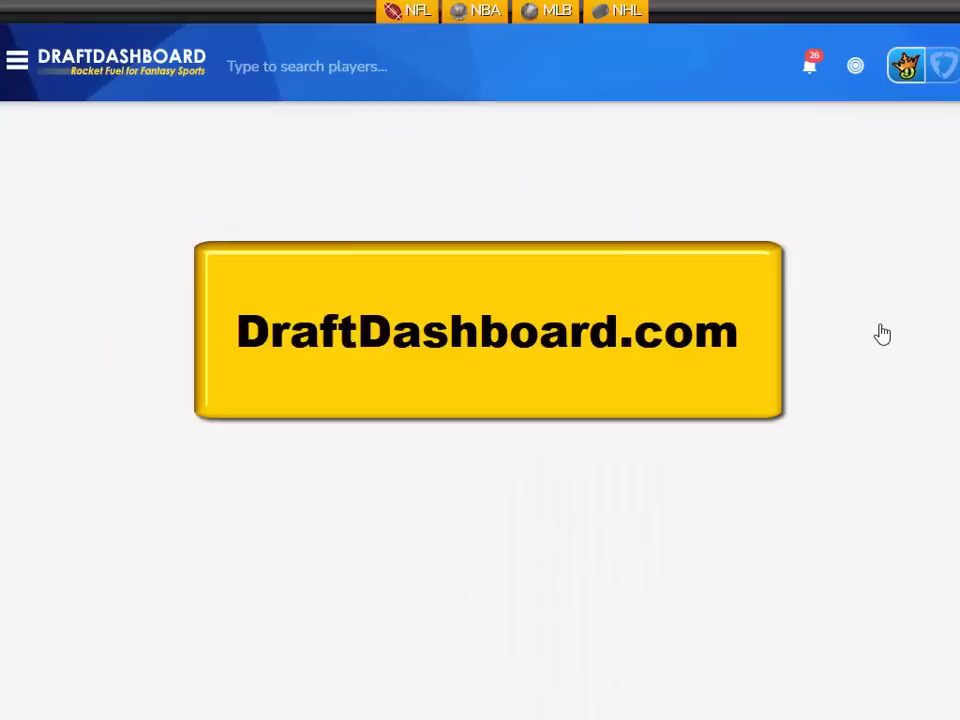 NFL NBA MLB NHL
DRAFTDASHBOARD
Rocket Fuel for Fantasy Sports
Type to search players...
26
DraftDashboard.com